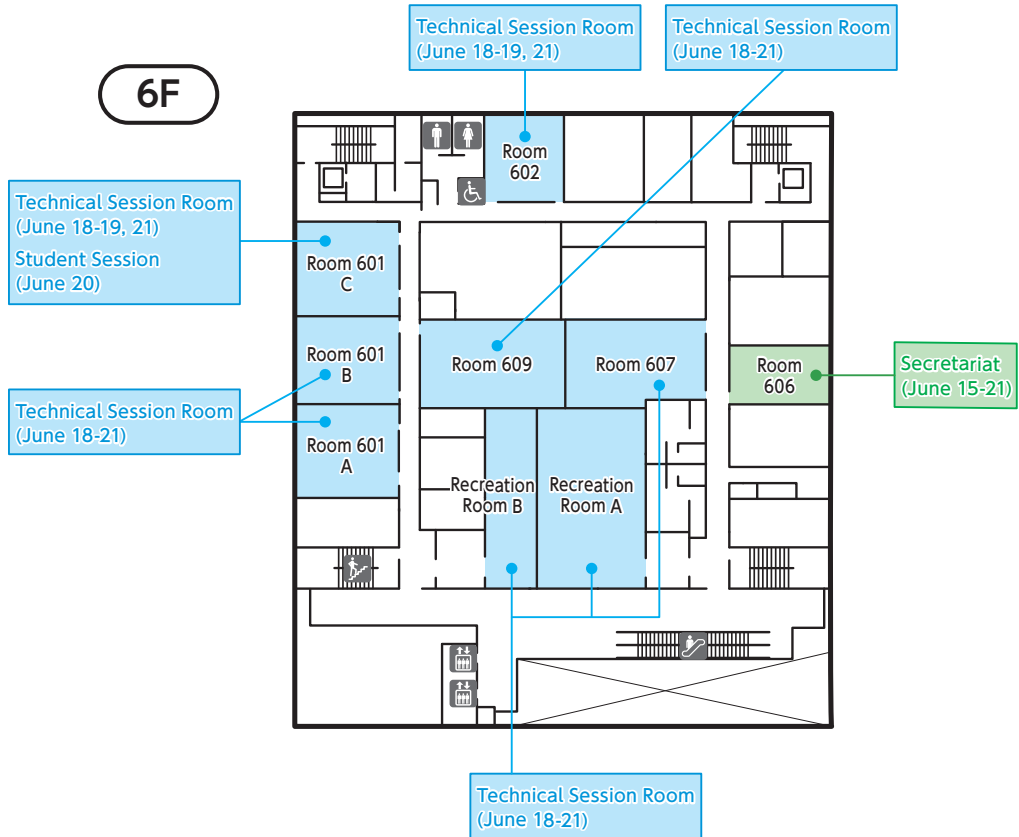 Technical Session Room
(June 18-19, 21)
Technical Session Room
(June 18-21)
6F
Room
602
Technical Session Room
(June 18-19, 21)
Student Session
(June 20)
Room 601
C
Room 601
B
Room 609
Room 607
Room
606
Secretariat
(June 15-21)
Technical Session Room
(June 18-21)
Room 601
A
Recreation
Room B
Recreation
Room A
Technical Session Room
(June 18-21)